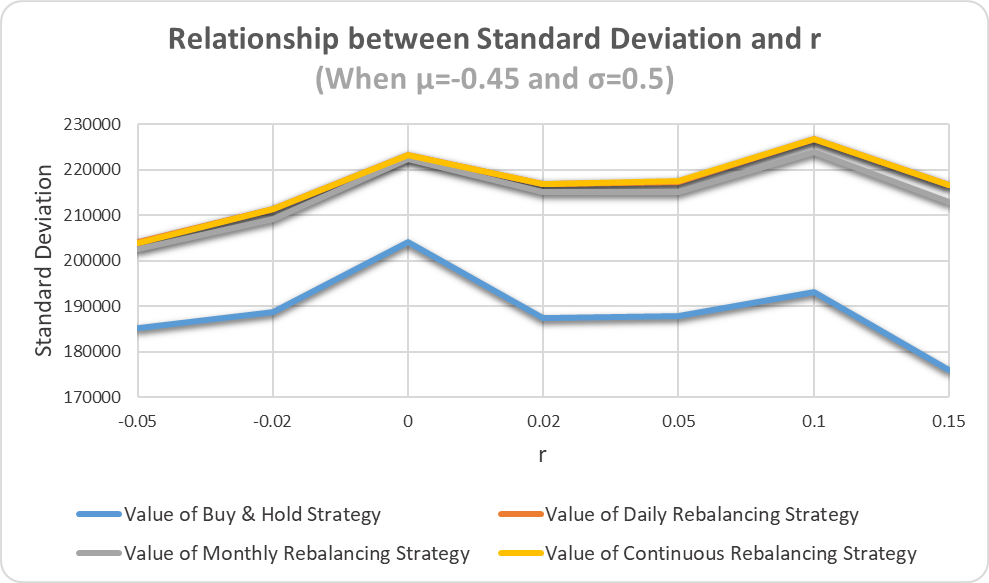 Relationship between Standard Deviation and r
(When μ=-0.45 and σ=0.5)
230000
220000
210000
200000
190000
180000
170000
Standard Deviation
-0.05 -0.02 0 0.02 0.05 0.1 0.15
r
Value of Buy & Hold Strategy Value of Daily Rebalancing Strategy
Value of Monthly Rebalancing Strategy Value of Continuous Rebalancing Strategy